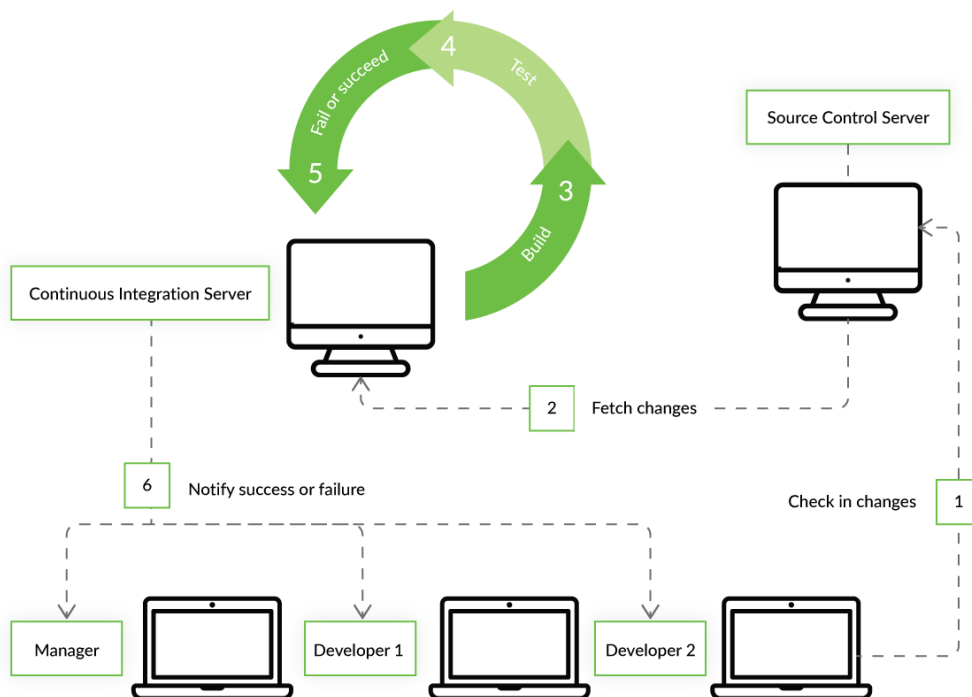 4
Test
Fail or succeed
5
3
Build
Source Control Server
Continuous Integration Server
2
Fetch changes
6
Notify success or failure
Check in changes
1
Manager
Developer 1
Developer 2